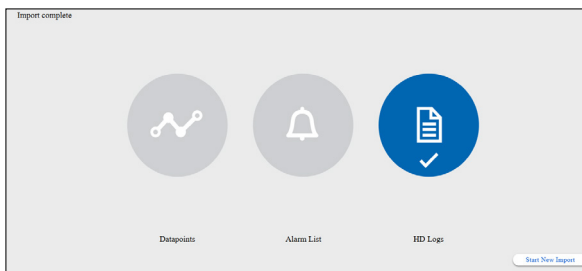 Import complete
Datapoints
Alarm List
HD Logs
Start New Import